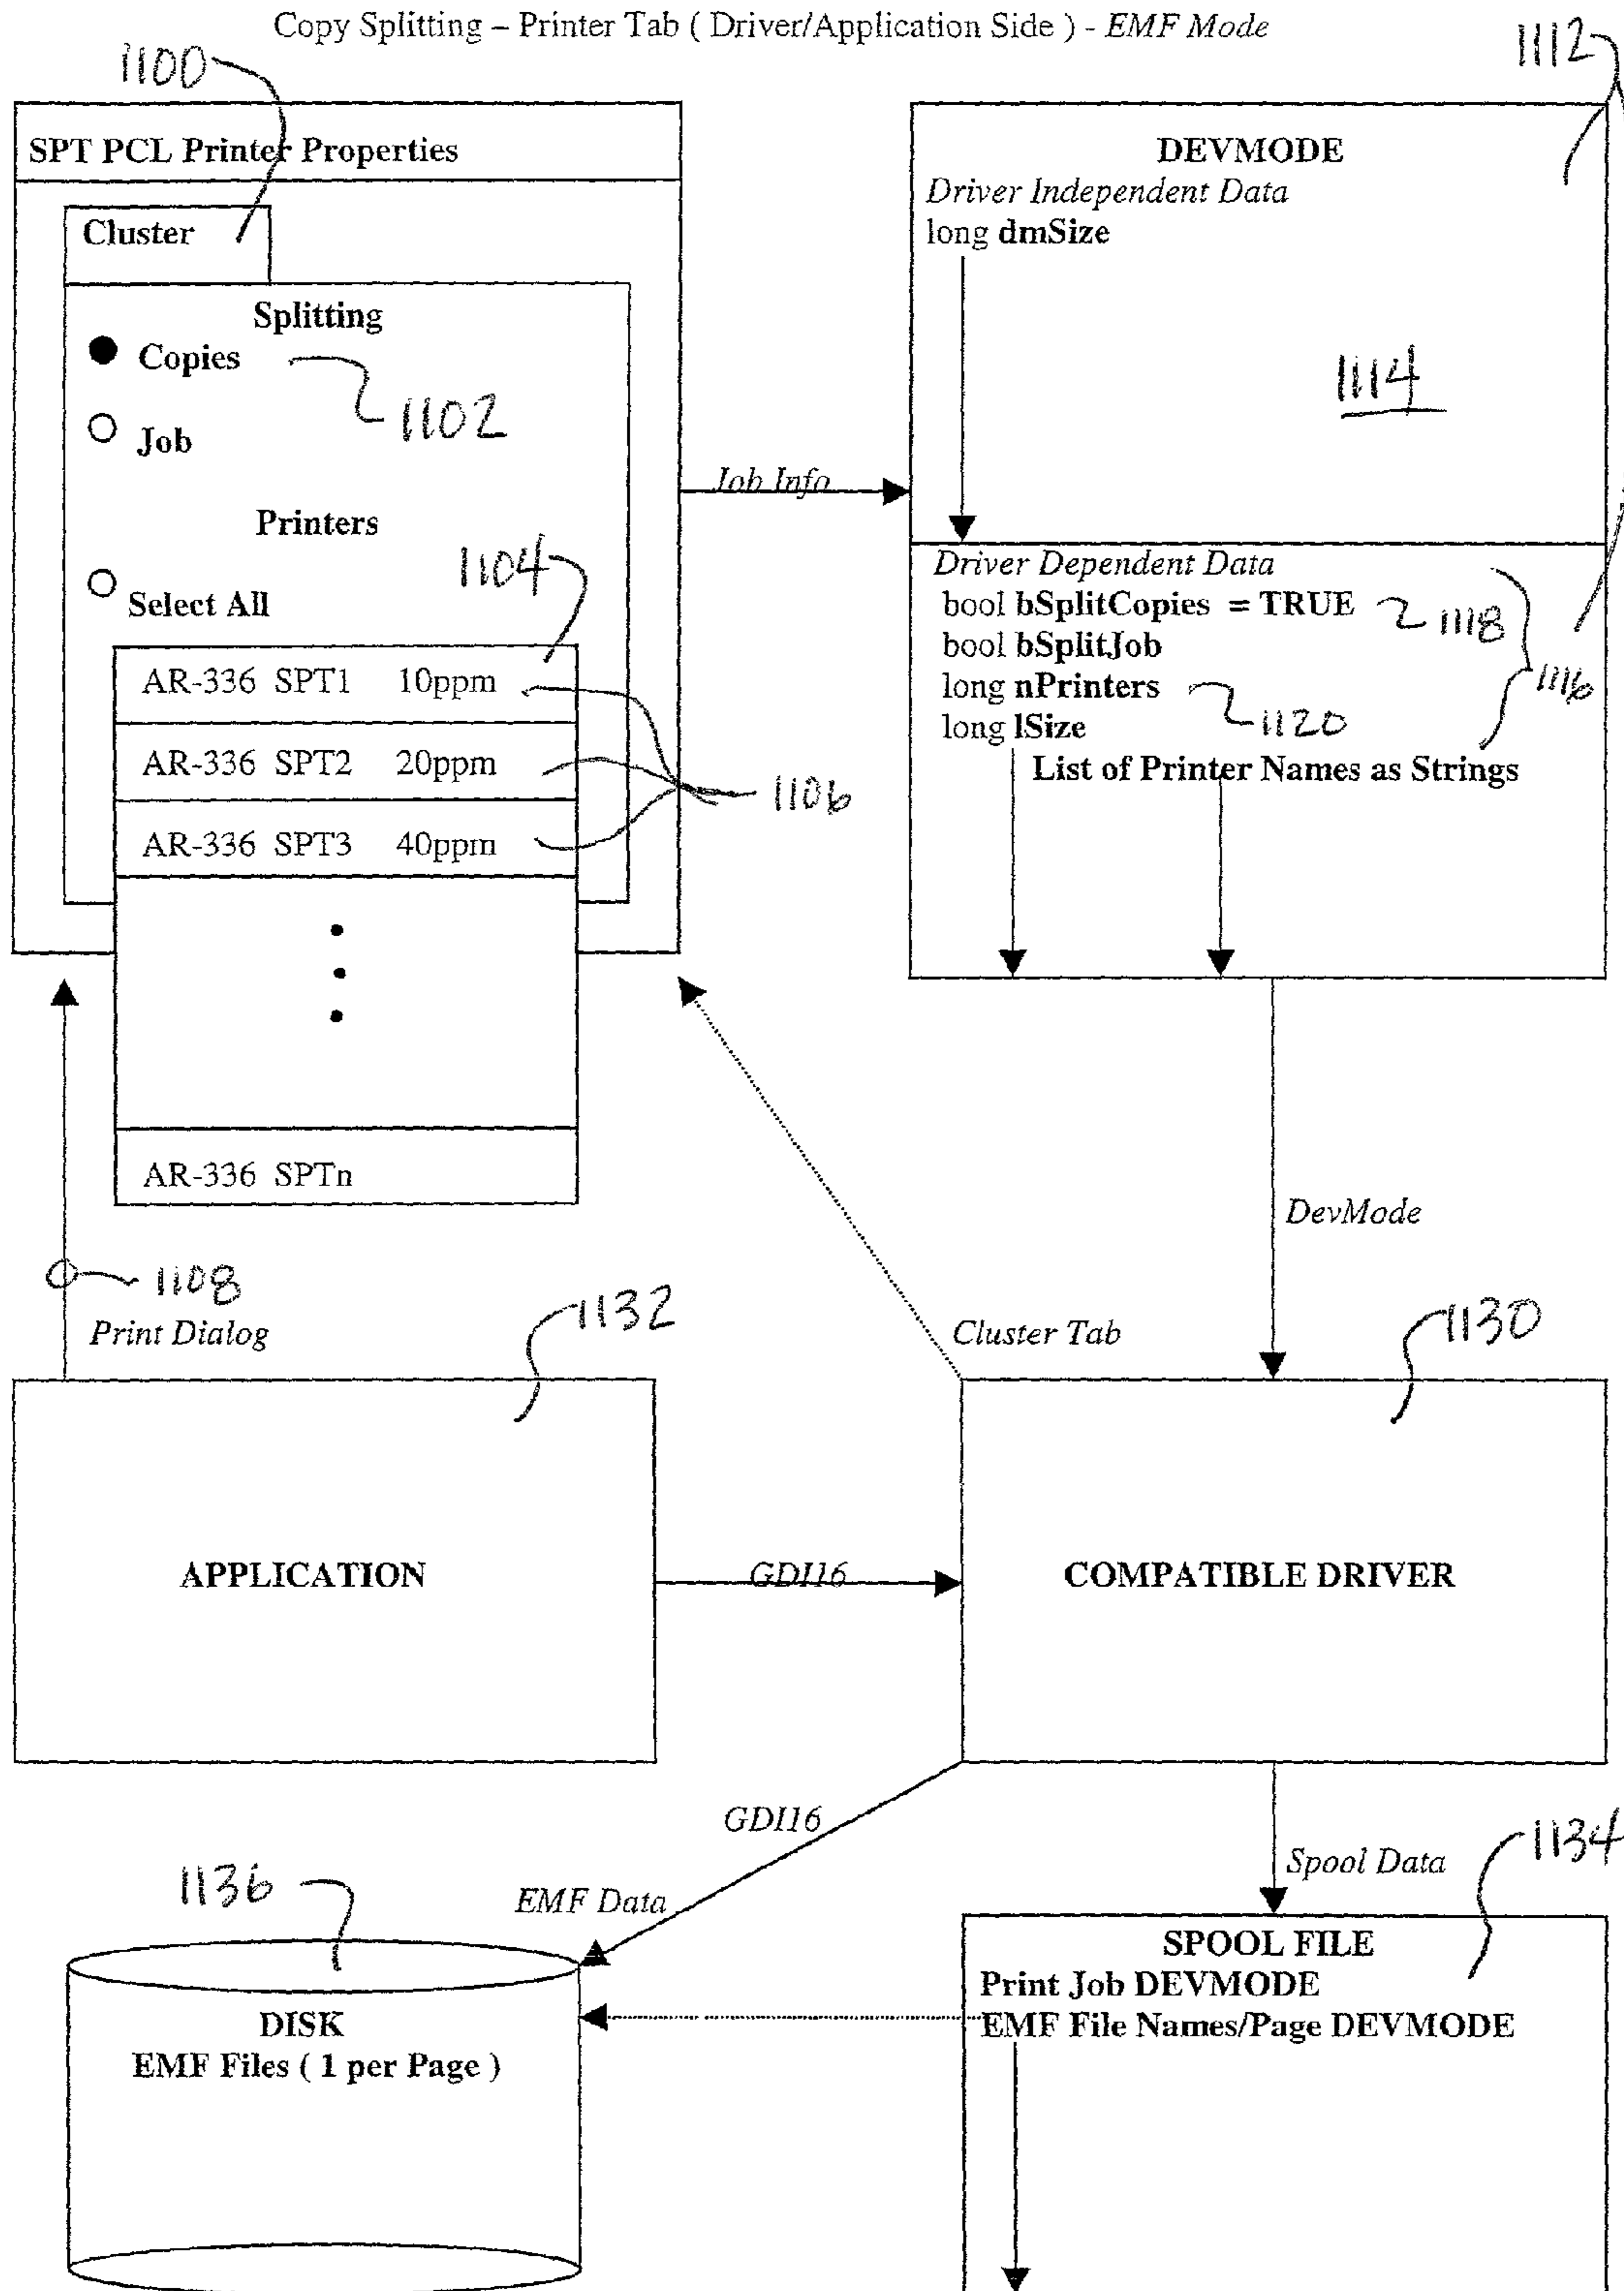 Copy Splitting – Printer Tab ( Driver/Application Side ) - EMF Mode
1100
1112
SPT PCL Printer Properties
Cluster
Splitting
Copies
1102
Job
Printers
1104
Select All
AR-336 SPT1 10ppm
AR-336 SPT2 20ppm
AR-336 SPT3 40ppm
1106
AR-336 SPTn
Job Info
DEVMODE
Driver Independent Data
long dmSize
1114
Driver Dependent Data
bool bSplitCopies = TRUE
1118
bool bSplitJob
1116
long nPrinters
1120
long lSize
List of Printer Names as Strings
DevMode
1108
Print Dialog
1132
Cluster Tab
1130
APPLICATION
GDI16
COMPATIBLE DRIVER
GDI16
1134
Spool Data
1136
EMF Data
DISK
EMF Files ( 1 per Page )
SPOOL FILE
Print Job DEVMODE
EMF File Names/Page DEVMODE